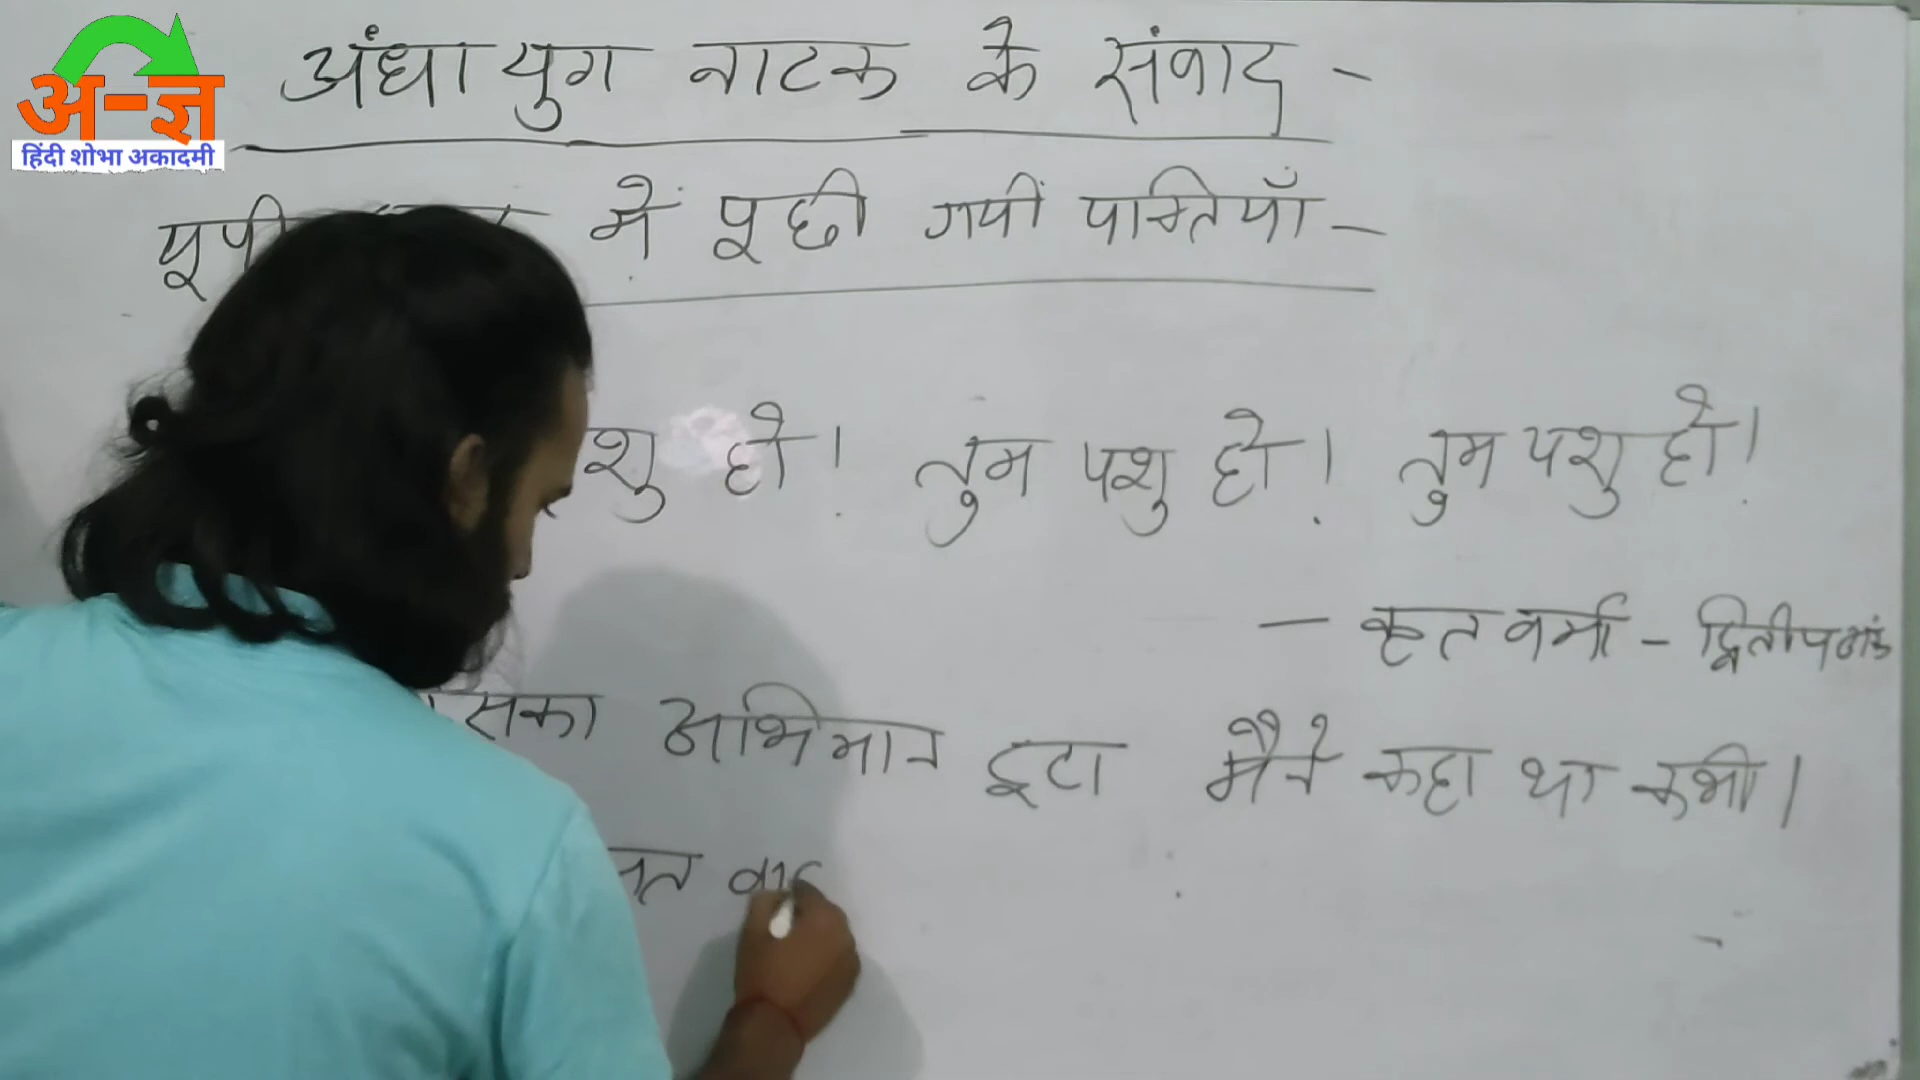 अ-ज्ञ
हिंदी शोभा अकादमी
अंधा युग नाटक के संवाद -
में पूछी गयीं पंक्तियाँ -
हो! तुम पशु हो! तुम पशु हो!
- कृतवर्मा - द्वितीय अंक
अभिमान टूटा मैंने कहा था कभी।